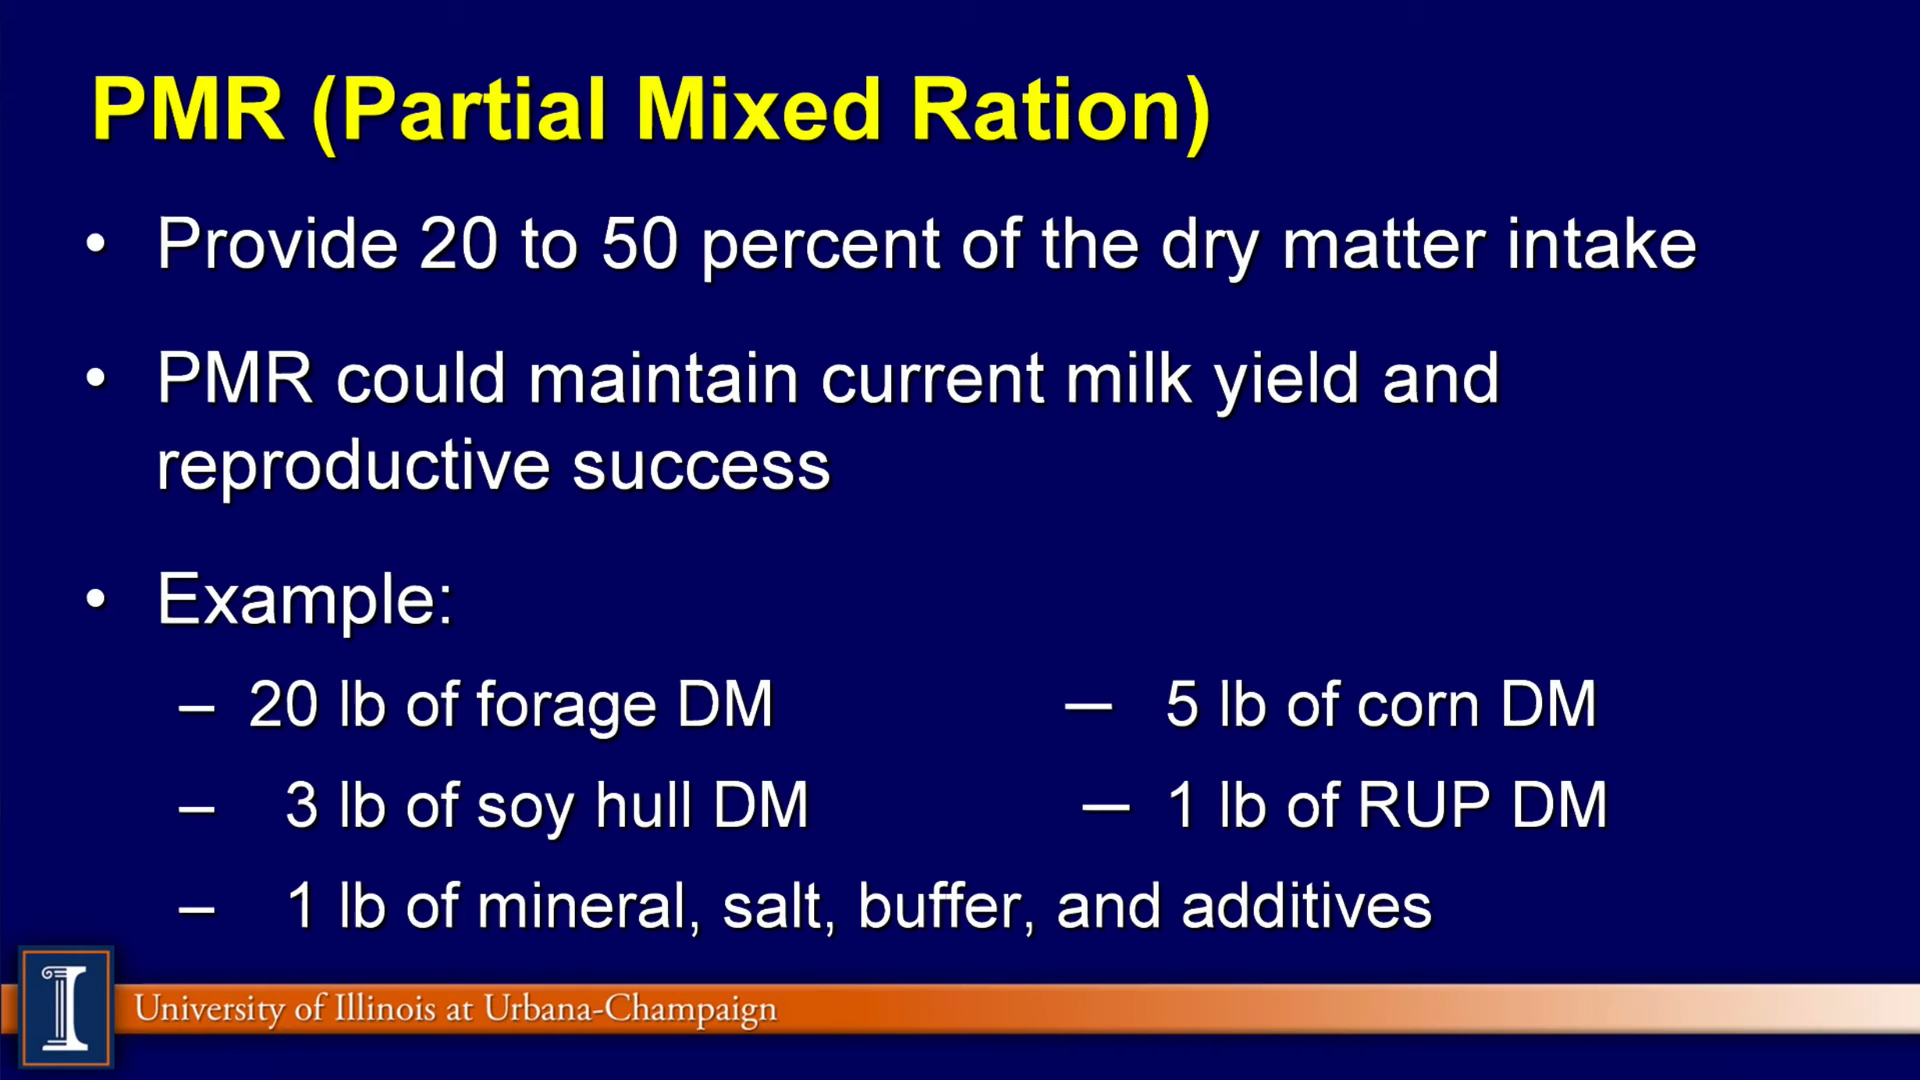 PMR (Partial Mixed Ration)
• Provide 20 to 50 percent of the dry matter intake
• PMR could maintain current milk yield and
reproductive success
• Example:
– 20 lb of forage DM — 5 lb of corn DM
– 3 lb of soy hull DM — 1 lb of RUP DM
– 1 lb of mineral, salt, buffer, and additives
I University of Illinois at Urbana-Champaign